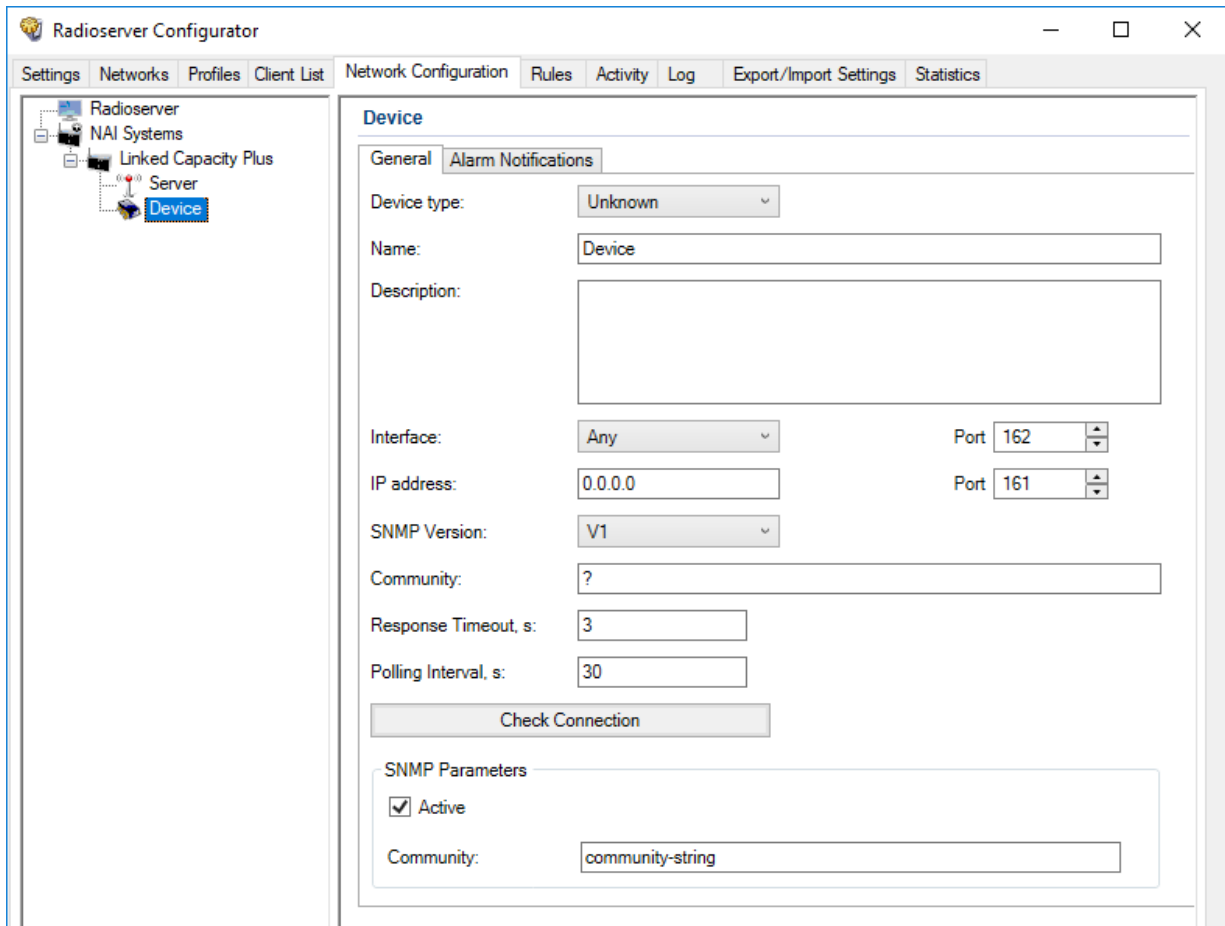 Radioserver Configurator
Settings Networks Profiles Client List Network Configuration Rules Activity Log Export/Import Settings Statistics
Radioserver
NAI Systems
Linked Capacity Plus
Server
Device
Device
General Alarm Notifications
Device type: Unknown
Name: Device
Description:
Interface: Any Port 162
IP address: 0.0.0.0 Port 161
SNMP Version: V1
Community: ?
Response Timeout, s: 3
Polling Interval, s: 30
Check Connection
SNMP Parameters
Active
Community: community-string